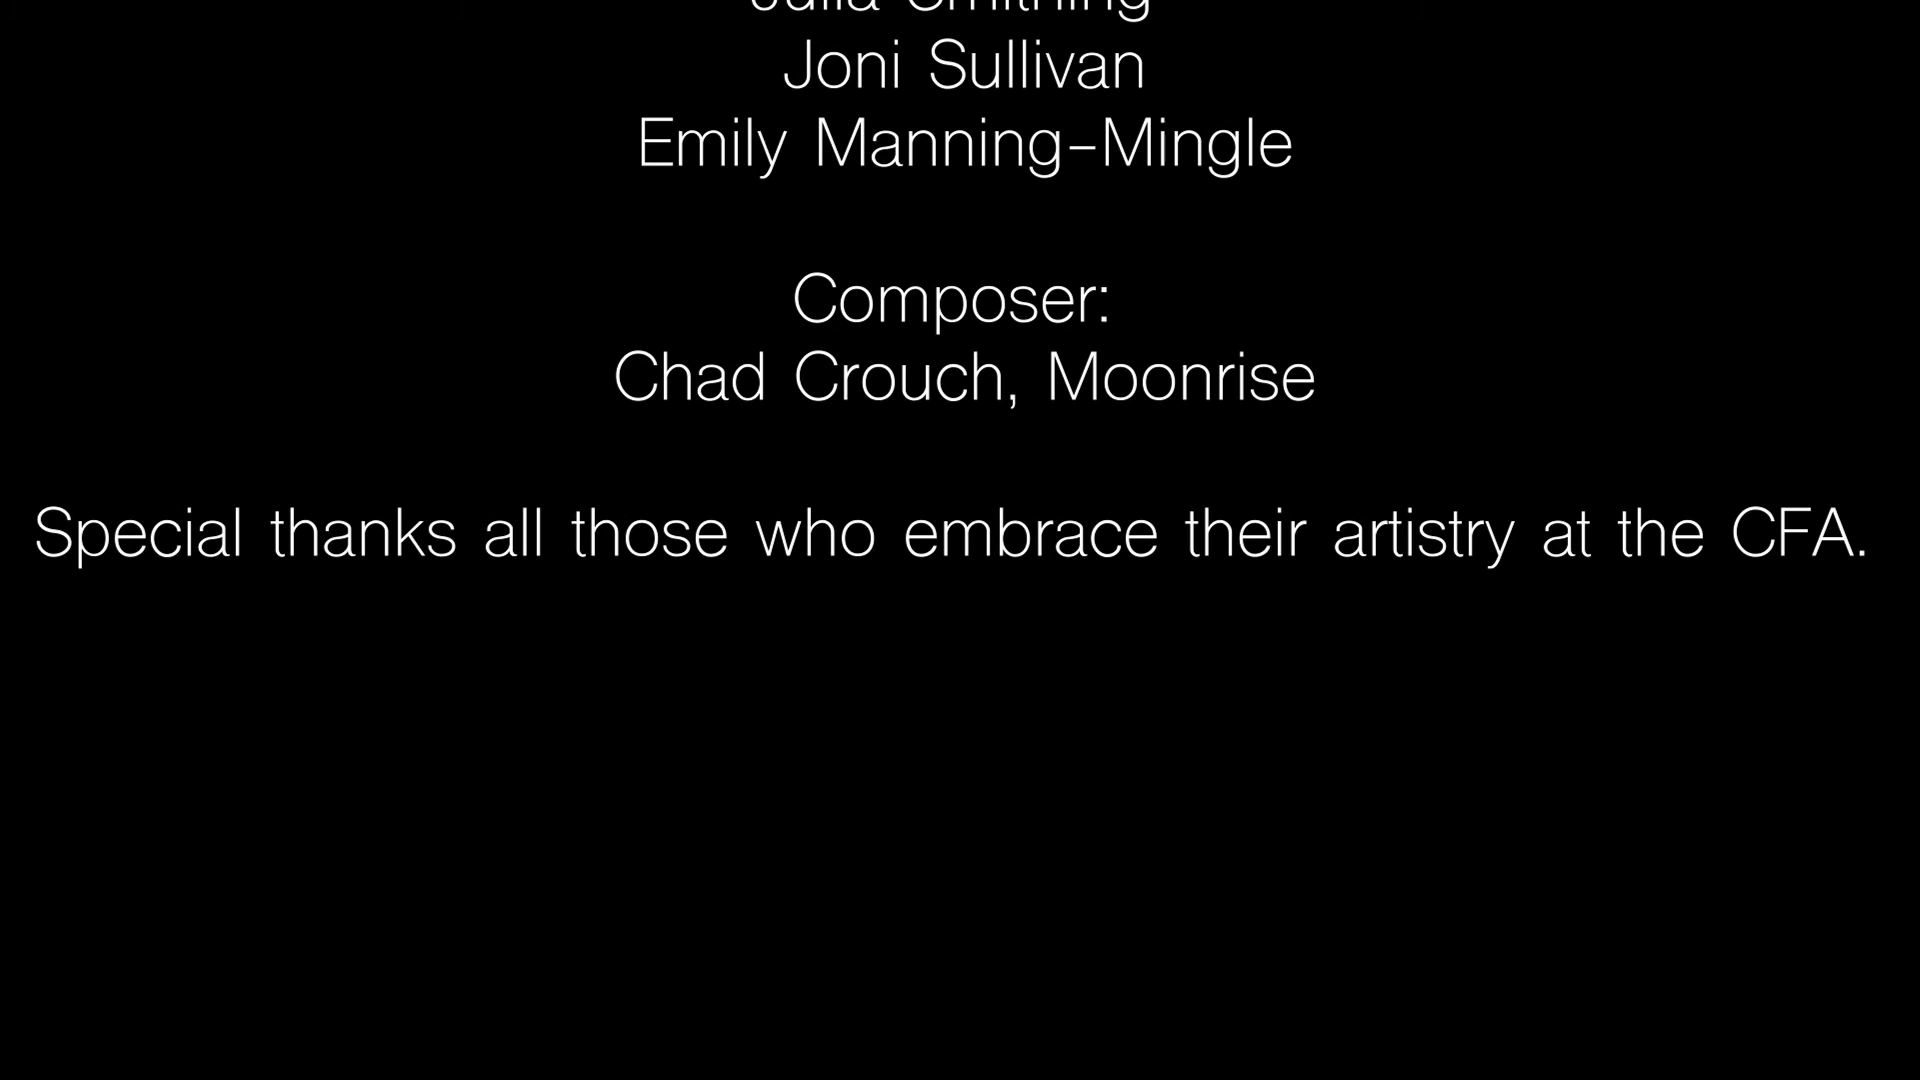 Joni Sullivan
Emily Manning-Mingle
Composer:
Chad Crouch, Moonrise
Special thanks all those who embrace their artistry at the CFA.